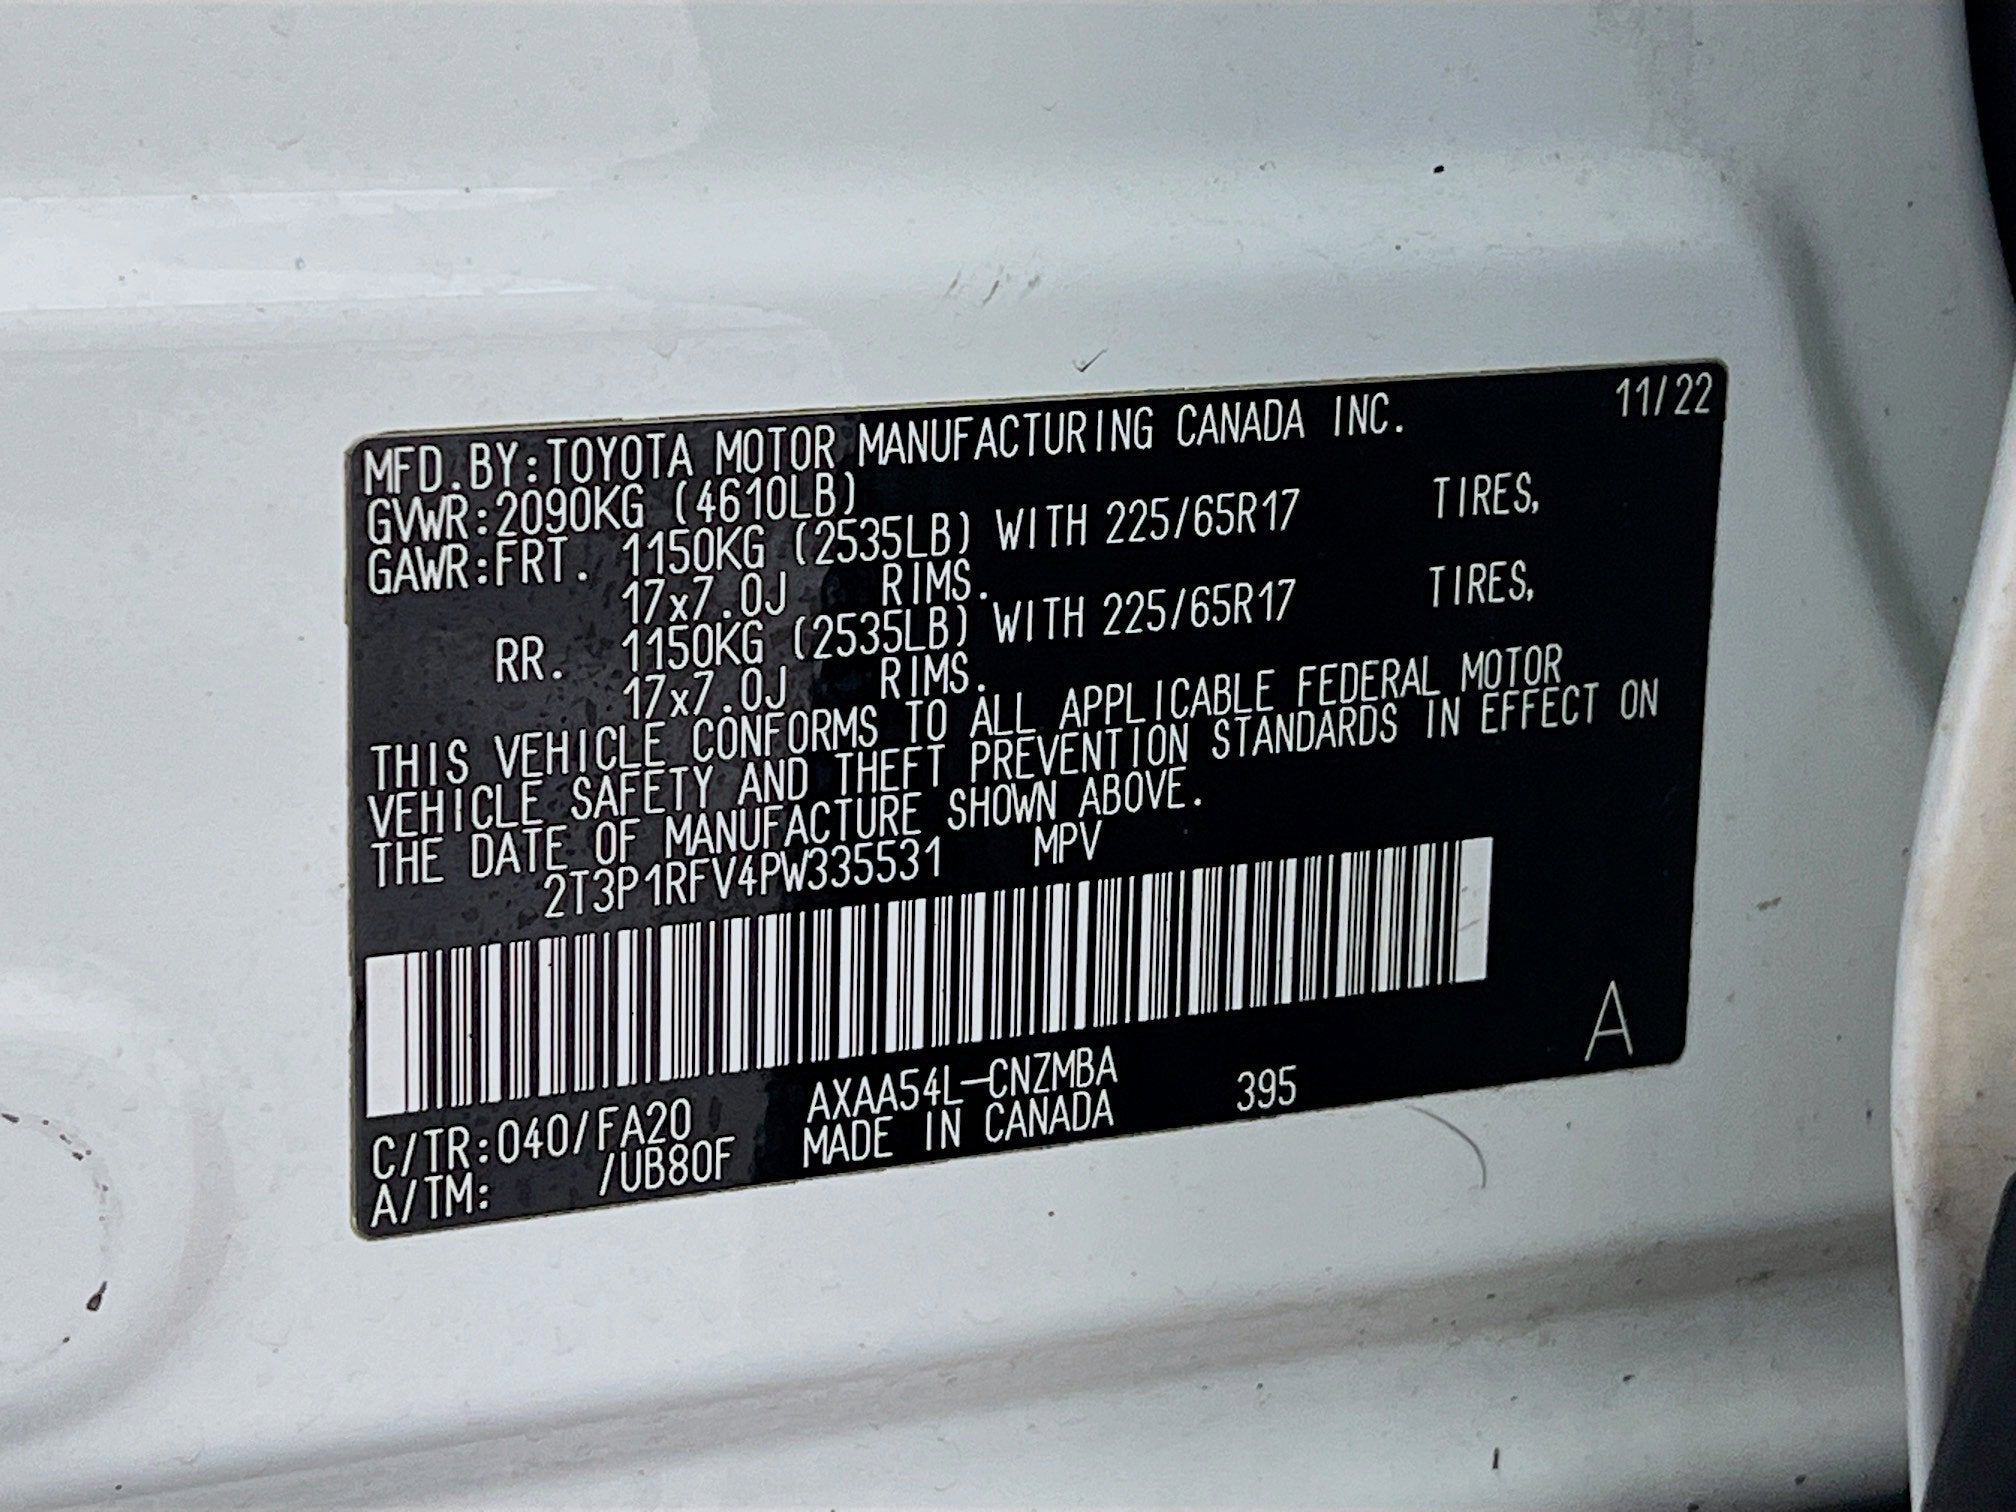 MFD.BY:TOYOTA MOTOR MANUFACTURING CANADA INC. 11/22
GVWR:2090KG (4610LB)
GAWR:FRT. 1150KG (2535LB) WITH 225/65R17 TIRES,
17x7.0J RIMS.
RR. 1150KG (2535LB) WITH 225/65R17 TIRES,
17x7.0J RIMS.
THIS VEHICLE CONFORMS TO ALL APPLICABLE FEDERAL MOTOR
VEHICLE SAFETY AND THEFT PREVENTION STANDARDS IN EFFECT ON
THE DATE OF MANUFACTURE SHOWN ABOVE.
2T3P1RFV4PW335531 MPV
C/TR:040/FA20 AXAA54L-CNZMBA 395 A
A/TM: /UB80F MADE IN CANADA